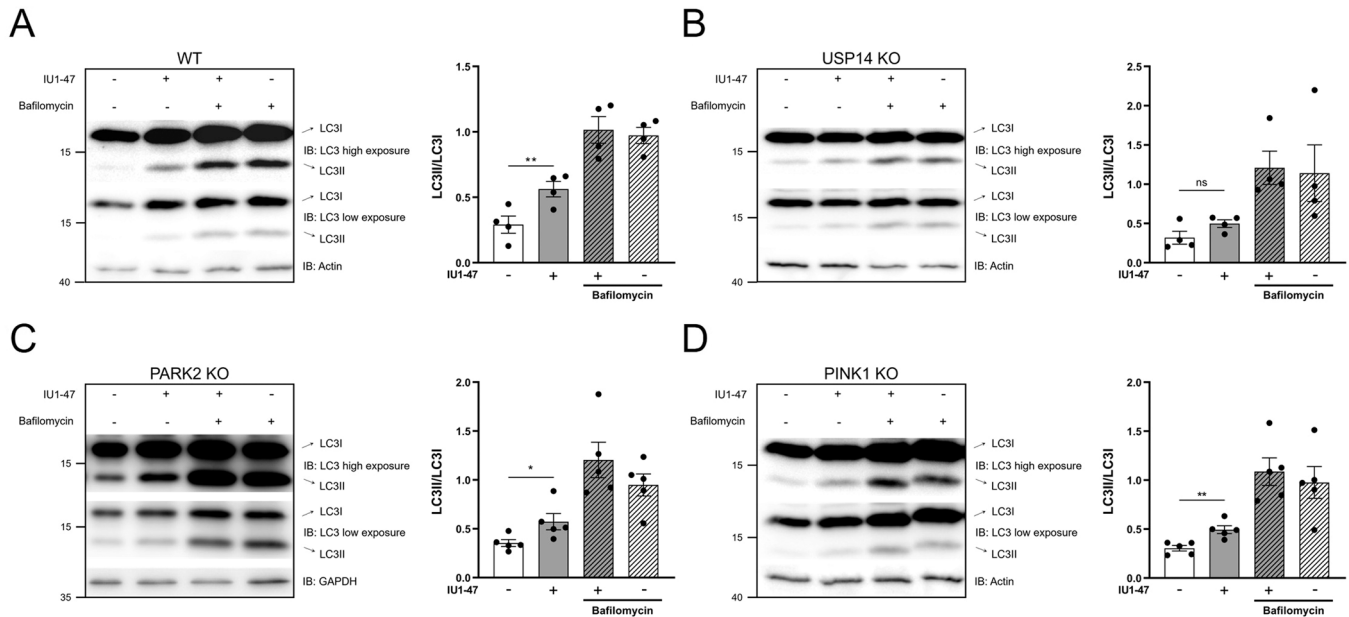 A
WT
IU1-47 - + + -
Bafilomycin - - + +
LC3I
15
IB: LC3 high exposure
LC3II
LC3I
15
IB: LC3 low exposure
LC3II
IB: Actin
40
LC3II/LC3I
1.5
1.0
0.5
0.0
**
IU1-47 - + + -
Bafilomycin
B
USP14 KO
IU1-47 - + + -
Bafilomycin - - + +
LC3I
15
IB: LC3 high exposure
LC3II
LC3I
15
IB: LC3 low exposure
LC3II
IB: Actin
40
LC3II/LC3I
2.5
2.0
1.5
1.0
0.5
0.0
ns
IU1-47 - + + -
Bafilomycin
C
PARK2 KO
IU1-47 - + + -
Bafilomycin - - + +
LC3I
15
IB: LC3 high exposure
LC3II
LC3I
15
IB: LC3 low exposure
LC3II
IB: GAPDH
35
LC3II/LC3I
2.0
1.5
1.0
0.5
0.0
*
IU1-47 - + + -
Bafilomycin
D
PINK1 KO
IU1-47 - + + -
Bafilomycin - - + +
LC3I
15
IB: LC3 high exposure
LC3II
LC3I
15
IB: LC3 low exposure
LC3II
IB: Actin
40
LC3II/LC3I
2.0
1.5
1.0
0.5
0.0
**
IU1-47 - + + -
Bafilomycin